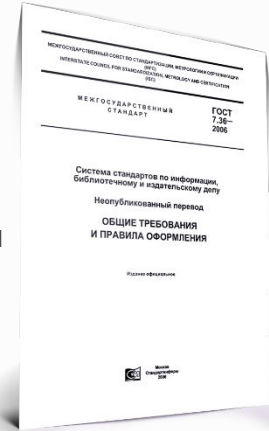 МЕЖГОСУДАРСТВЕННЫЙ СОВЕТ ПО СТАНДАРТИЗАЦИИ, МЕТРОЛОГИИ И СЕРТИФИКАЦИИ
(МГС)
INTERSTATE COUNCIL FOR STANDARDIZATION, METROLOGY AND CERTIFICATION
(ISC)
МЕЖГОСУДАРСТВЕННЫЙ
СТАНДАРТ
ГОСТ
7.36—
2006
Система стандартов по информации,
библиотечному и издательскому делу
Неопубликованный перевод
ОБЩИЕ ТРЕБОВАНИЯ
И ПРАВИЛА ОФОРМЛЕНИЯ
Издание официальное
Москва
Стандартинформ
2006